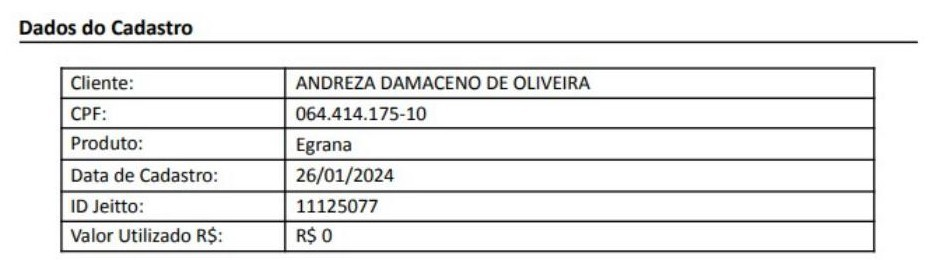 Dados do Cadastro
Cliente: ANDREZA DAMACENO DE OLIVEIRA
CPF: 064.414.175-10
Produto: Egrana
Data de Cadastro: 26/01/2024
ID Jeitto: 11125077
Valor Utilizado R$: R$ 0